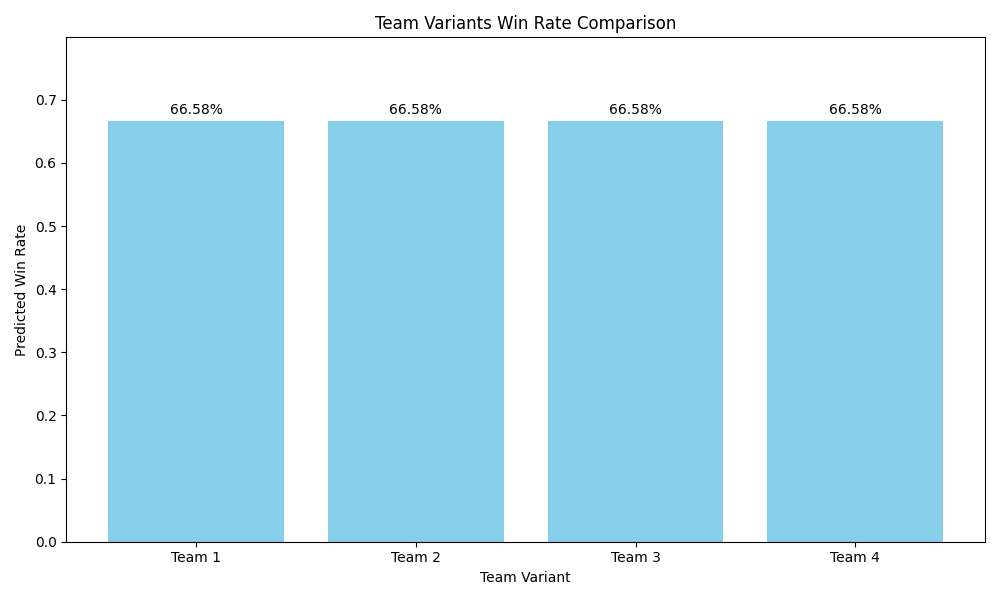 Team Variants Win Rate Comparison
Predicted Win Rate
0.7
0.6
0.5
0.4
0.3
0.2
0.1
0.0
66.58% 66.58% 66.58% 66.58%
Team 1 Team 2 Team 3 Team 4
Team Variant